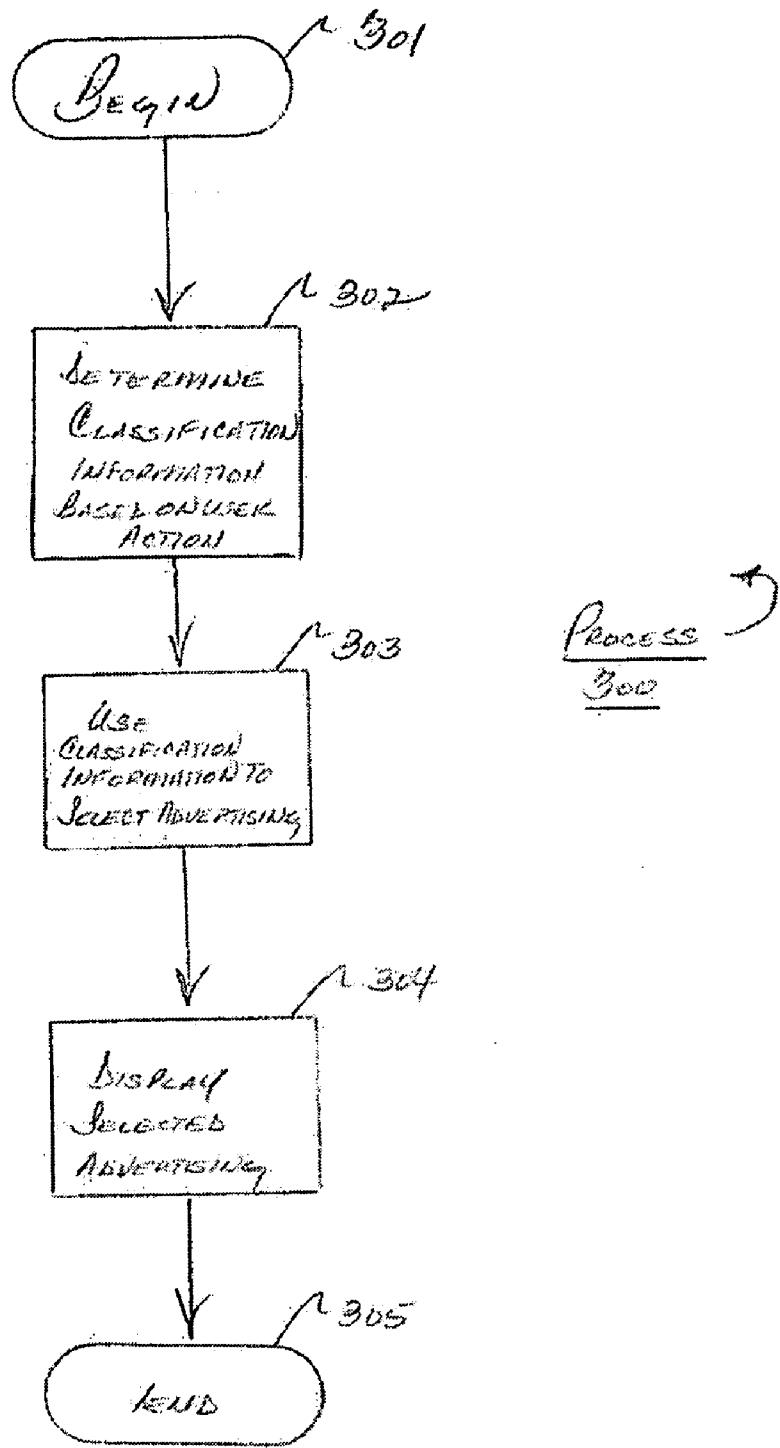 301
BEGIN
302
DETERMINE
CLASSIFICATION
INFORMATION
BASED ON USER
ACTION
303
USE
CLASSIFICATION
INFORMATION TO
SELECT ADVERTISING
PROCESS
300
304
DISPLAY
SELECTED
ADVERTISING
305
END